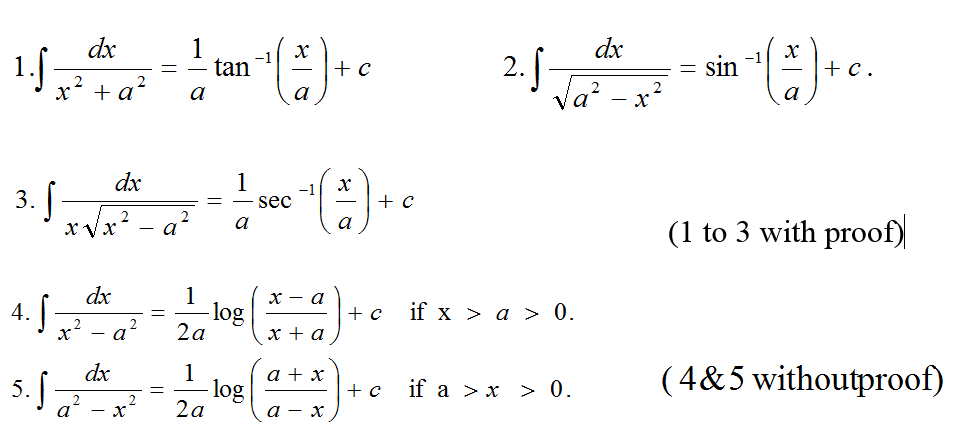 1. ∫ dx / (x² + a²) = (1/a) tan⁻¹(x/a) + c
2. ∫ dx / √(a² − x²) = sin⁻¹(x/a) + c .
3. ∫ dx / (x√(x² − a²)) = (1/a) sec⁻¹(x/a) + c
(1 to 3 with proof)
4. ∫ dx / (x² − a²) = (1/2a) log((x − a)/(x + a)) + c if x > a > 0.
5. ∫ dx / (a² − x²) = (1/2a) log((a + x)/(a − x)) + c if a > x > 0.
( 4&5 withoutproof)